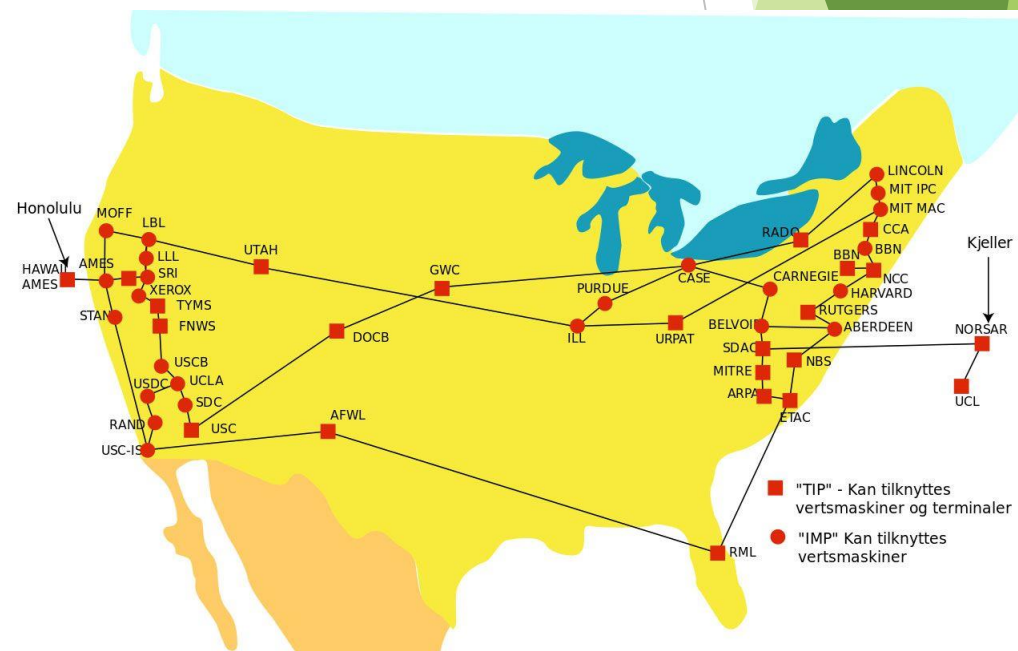 Honolulu
MOFF
LBL
HAWAII
AMES
AMES
LLL
SRI
XEROX
TYMS
STAN
FNWS
USCB
USDC
UCLA
SDC
RAND
USC
USC-IS
UTAH
GWC
DOCB
AFWL
PURDUE
ILL
CASE
URPAT
RADC
LINCOLN
MIT IPC
MIT MAC
CCA
BBN
BBN
NCC
CARNEGIE
HARVARD
RUTGERS
BELVOI
ABERDEEN
SDAC
NBS
MITRE
ARPA
ETAC
RML
Kjeller
NORSAR
UCL
"TIP" - Kan tilknyttes
vertsmaskiner og terminaler
"IMP" Kan tilknyttes
vertsmaskiner